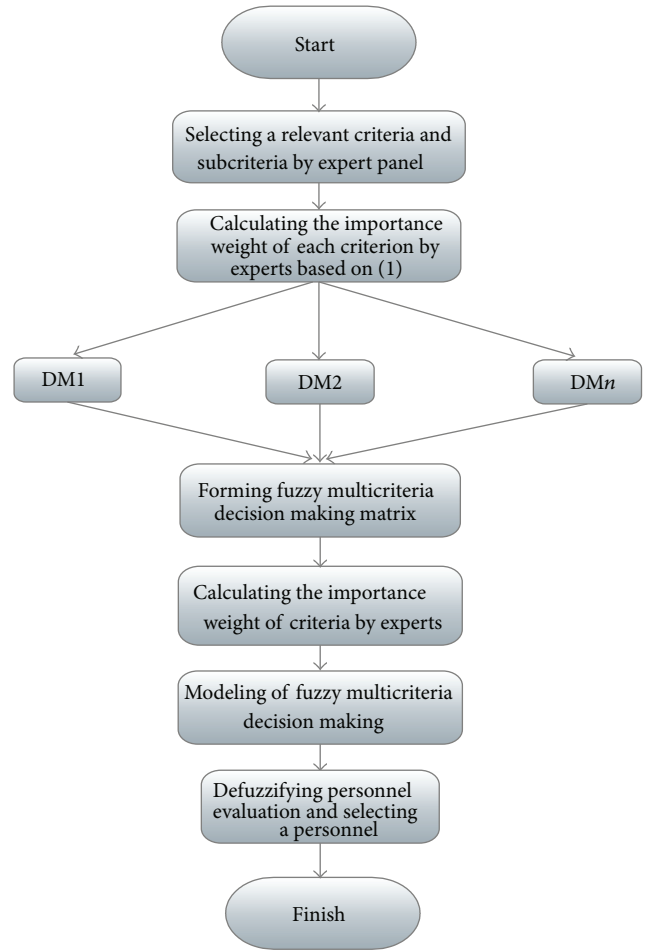 Start
Selecting a relevant criteria and
subcriteria by expert panel
Calculating the importance
weight of each criterion by
experts based on (1)
DM1
DM2
DMn
Forming fuzzy multicriteria
decision making matrix
Calculating the importance
weight of criteria by experts
Modeling of fuzzy multicriteria
decision making
Defuzzifying personnel
evaluation and selecting
a personnel
Finish